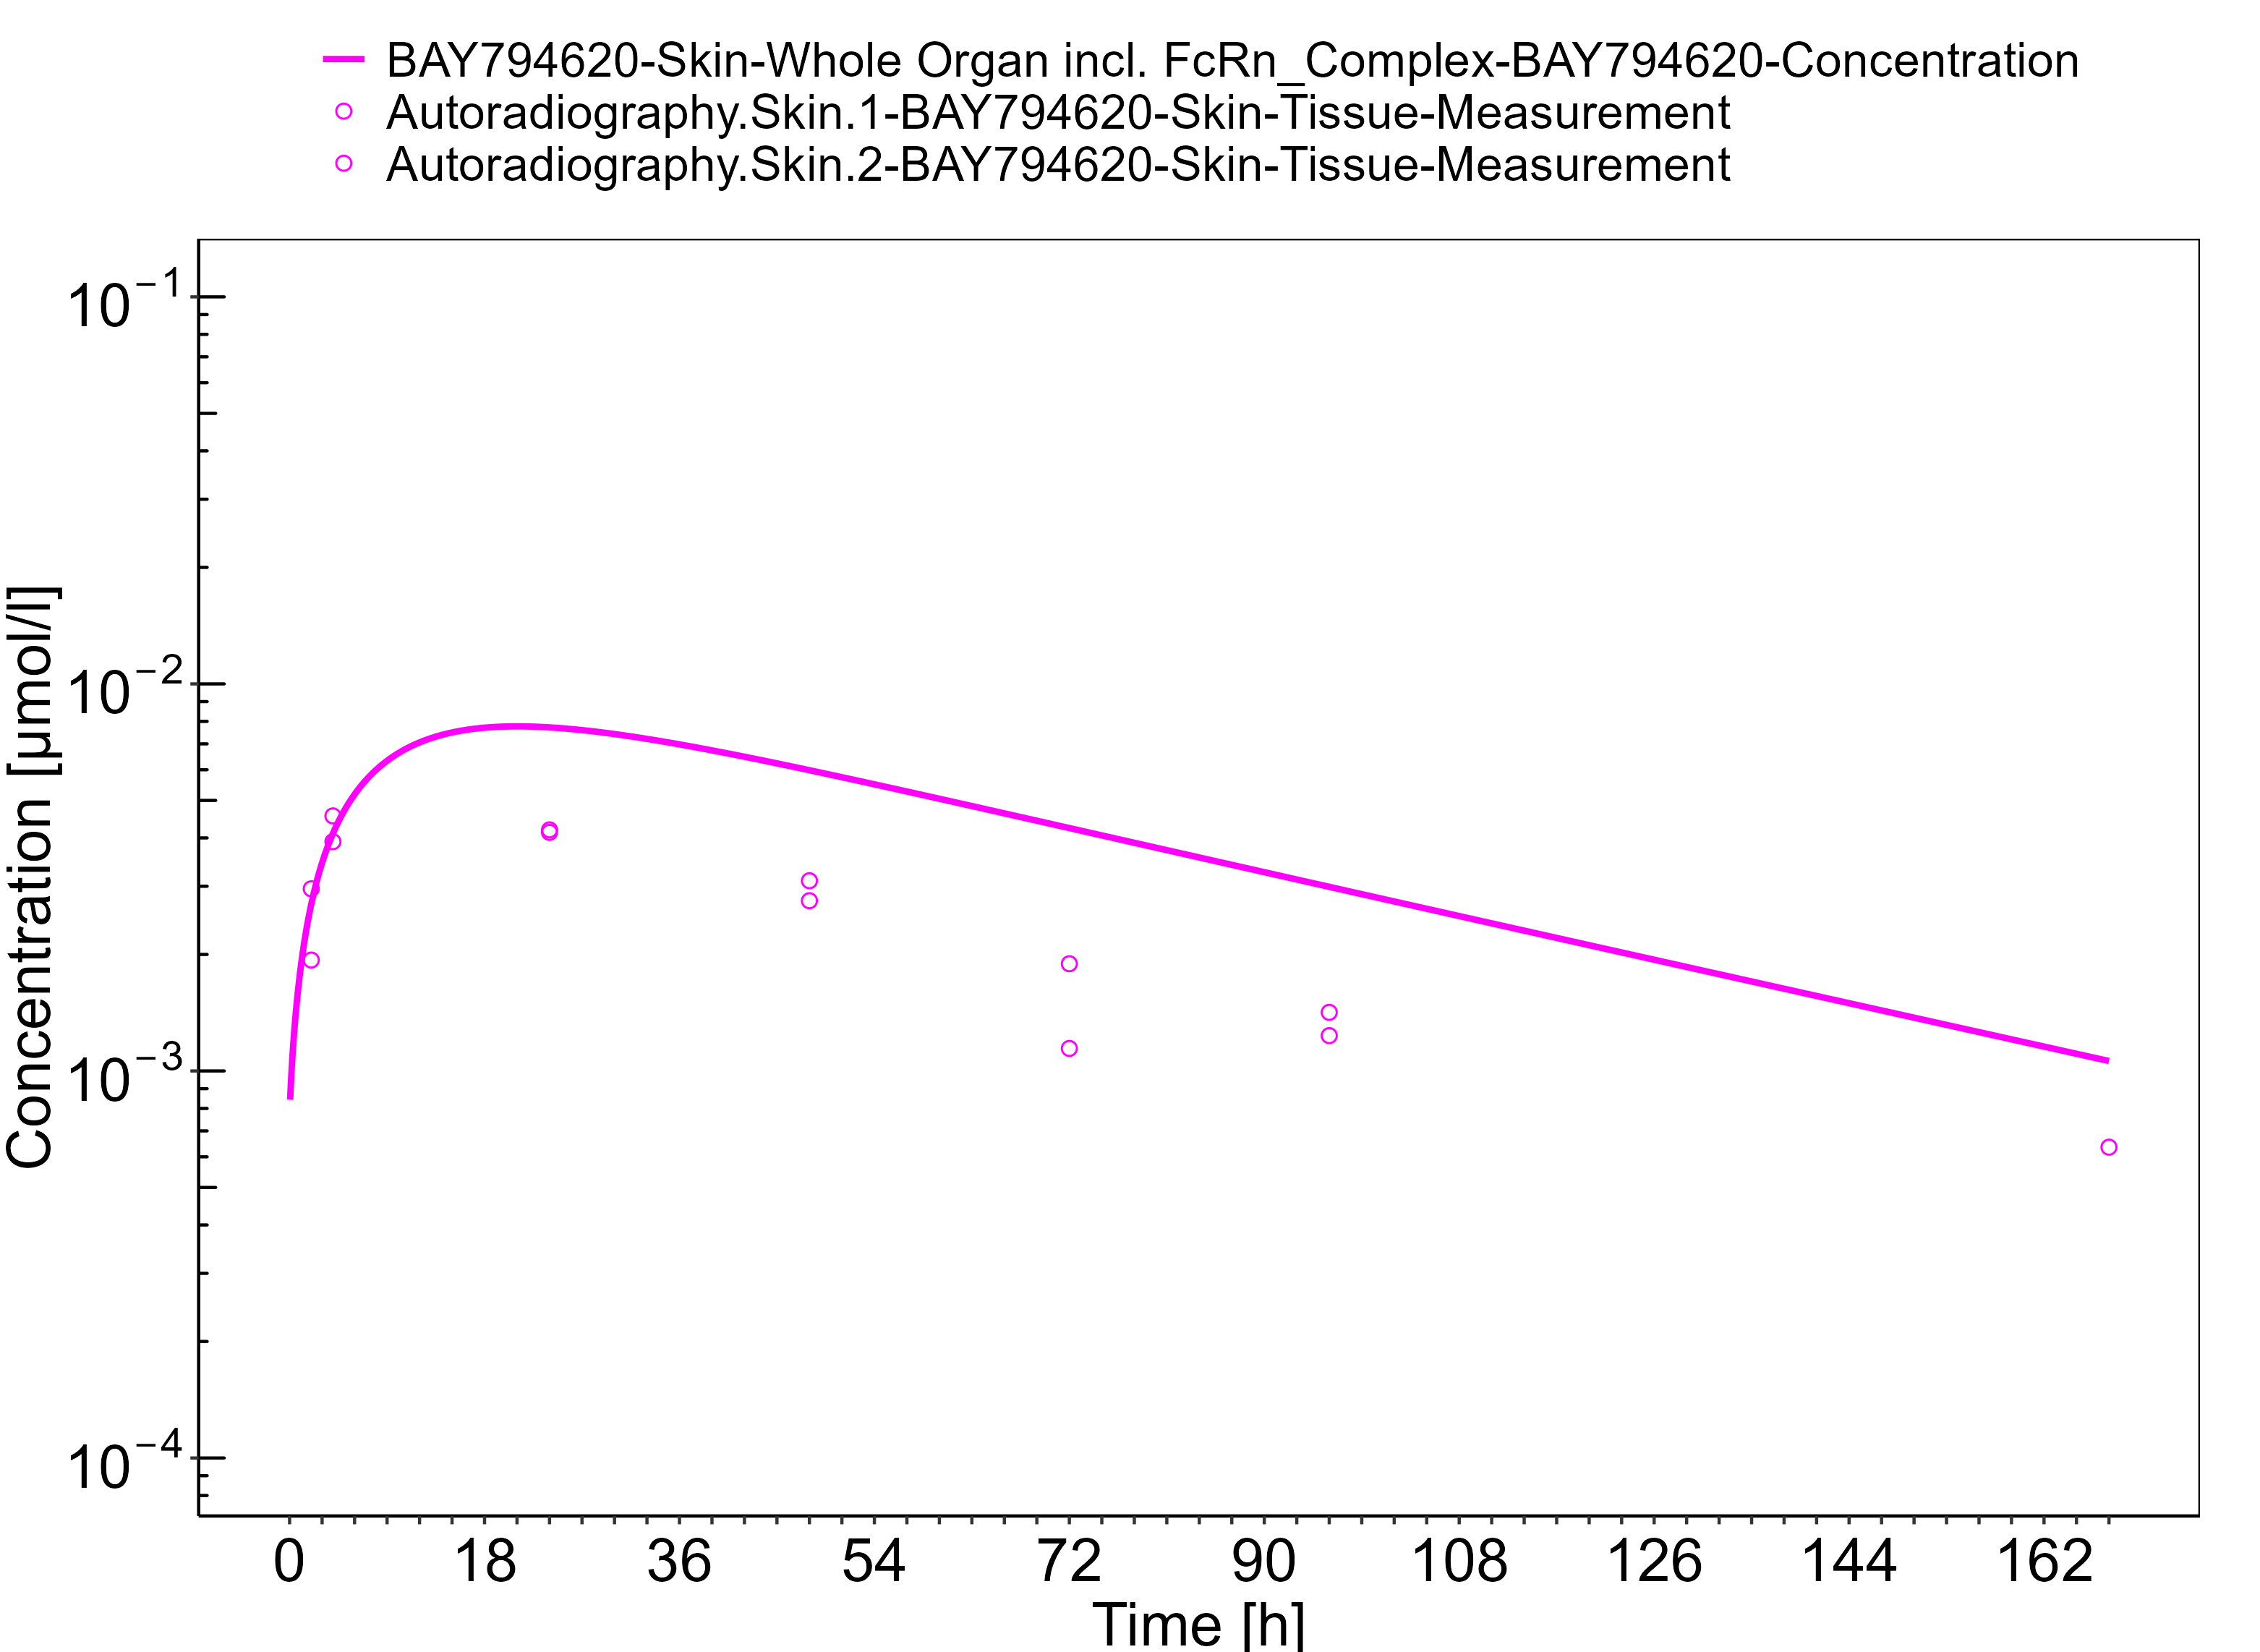 BAY794620-Skin-Whole Organ incl. FcRn_Complex-BAY794620-Concentration
Autoradiography.Skin.1-BAY794620-Skin-Tissue-Measurement
Autoradiography.Skin.2-BAY794620-Skin-Tissue-Measurement
10⁻¹
10⁻²
10⁻³
10⁻⁴
Concentration [µmol/l]
0 18 36 54 72 90 108 126 144 162
Time [h]